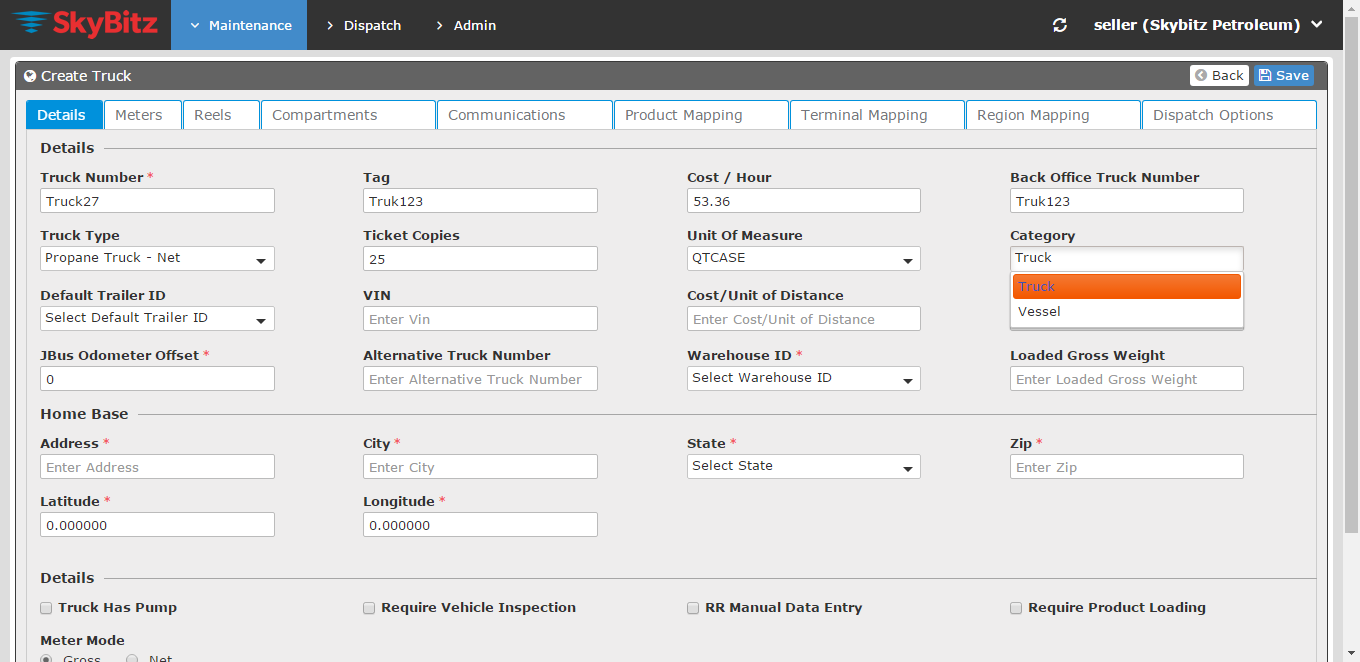 SkyBitz
Maintenance
Dispatch
Admin
seller (Skybitz Petroleum)
Create Truck
Back
Save
Details
Meters
Reels
Compartments
Communications
Product Mapping
Terminal Mapping
Region Mapping
Dispatch Options
Details
Truck Number *
Tag
Cost / Hour
Back Office Truck Number
Truck27
Truk123
53.36
Truk123
Truck Type
Ticket Copies
Unit Of Measure
Category
Propane Truck - Net
25
QTCASE
Truck
Truck
Vessel
Default Trailer ID
VIN
Cost/Unit of Distance
Select Default Trailer ID
Enter Vin
Enter Cost/Unit of Distance
JBus Odometer Offset *
Alternative Truck Number
Warehouse ID *
Loaded Gross Weight
0
Enter Alternative Truck Number
Select Warehouse ID
Enter Loaded Gross Weight
Home Base
Address *
City *
State *
Zip *
Enter Address
Enter City
Select State
Enter Zip
Latitude *
Longitude *
0.000000
0.000000
Details
Truck Has Pump
Require Vehicle Inspection
RR Manual Data Entry
Require Product Loading
Meter Mode
Gross
Net